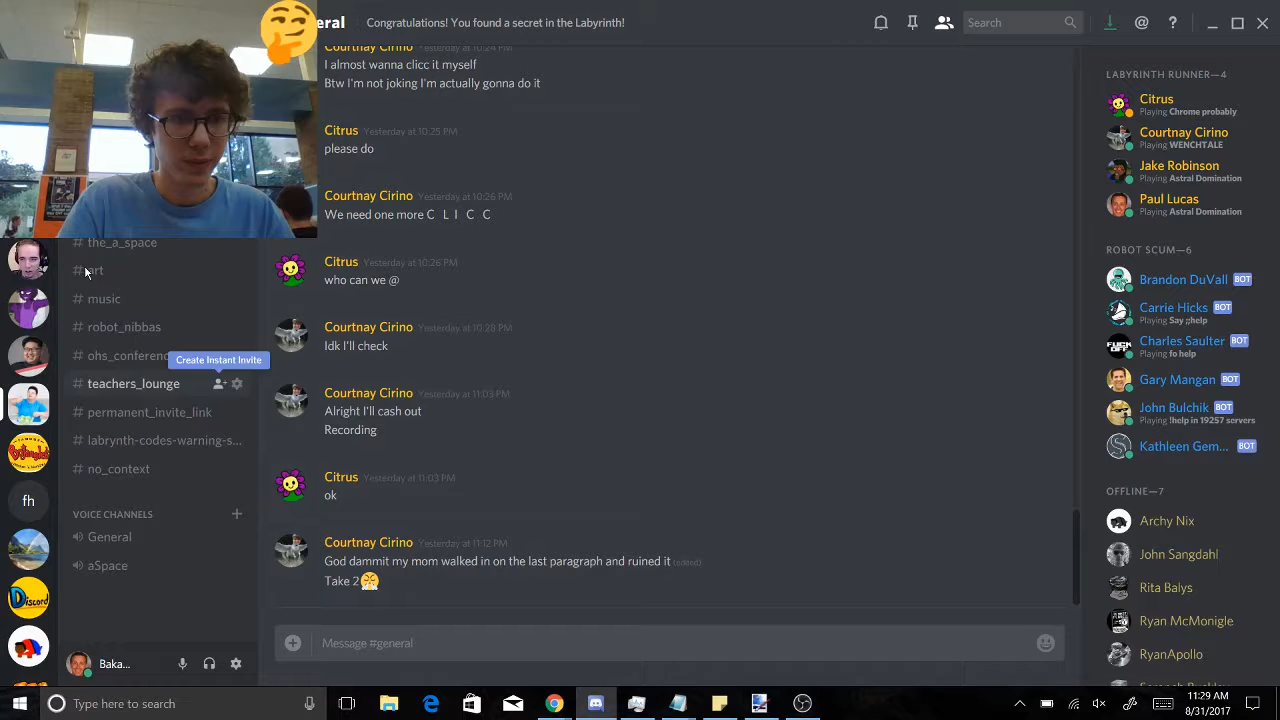 eral
Congratulations! You found a secret in the Labyrinth!
Search
Courtnay Cirino Yesterday at 10:24 PM
I almost wanna clicc it myself
Btw I'm not joking I'm actually gonna do it
Citrus Yesterday at 10:25 PM
please do
Courtnay Cirino Yesterday at 10:26 PM
We need one more C L I C C
Citrus Yesterday at 10:26 PM
who can we @
Courtnay Cirino Yesterday at 10:28 PM
Idk I'll check
Courtnay Cirino Yesterday at 11:03 PM
Alright I'll cash out
Recording
Citrus Yesterday at 11:03 PM
ok
Courtnay Cirino Yesterday at 11:12 PM
God dammit my mom walked in on the last paragraph and ruined it (edited)
Take 2
Message #general
# the_a_space
# art
# music
# robot_nibbas
# ohs_conferenc
Create Instant Invite
# teachers_lounge
# permanent_invite_link
# labrynth-codes-warning-s...
# no_context
VOICE CHANNELS
General
aSpace
fh
Discord
Baka...
LABYRINTH RUNNER—4
Citrus
Playing Chrome probably
Courtnay Cirino
Playing WENCHTALE
Jake Robinson
Playing Astral Domination
Paul Lucas
Playing Astral Domination
ROBOT SCUM—6
Brandon DuVall BOT
Carrie Hicks BOT
Playing Say ;;help
Charles Saulter BOT
Playing fo help
FUCK OFF
Gary Mangan BOT
John Bulchik BOT
Playing !help in 19257 servers
Kathleen Gem... BOT
OFFLINE—7
Archy Nix
John Sangdahl
Rita Balys
Ryan McMonigle
RyanApollo
Type here to search
11:29 AM
8/31/2017